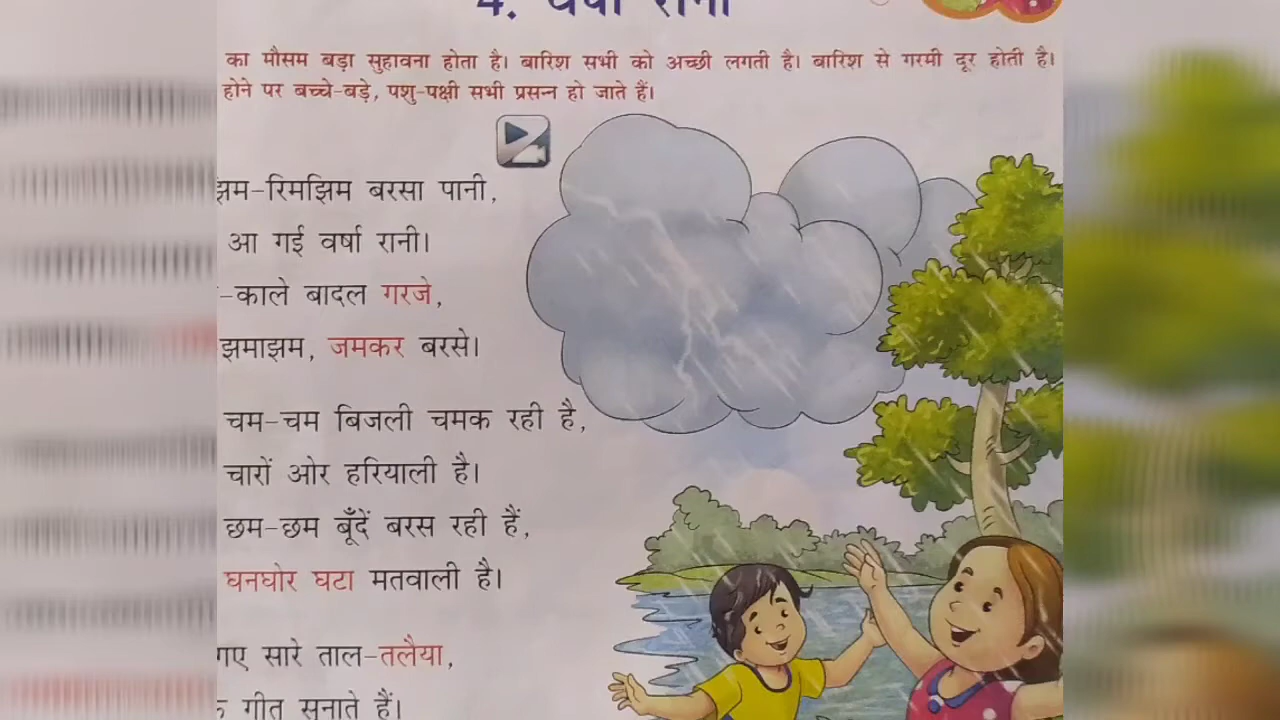 4. वर्षा रानी
का मौसम बड़ा सुहावना होता है। बारिश सभी को अच्छी लगती है। बारिश से गरमी दूर होती है।
होने पर बच्चे-बड़े, पशु-पक्षी सभी प्रसन्न हो जाते हैं।
झम-रिमझिम बरसा पानी,
आ गई वर्षा रानी।
-काले बादल गरजे,
झमाझम, जमकर बरसे।
चम-चम बिजली चमक रही है,
चारों ओर हरियाली है।
छम-छम बूँदें बरस रही हैं,
घनघोर घटा मतवाली है।
गए सारे ताल-तलैया,
गीत सुनाते हैं।